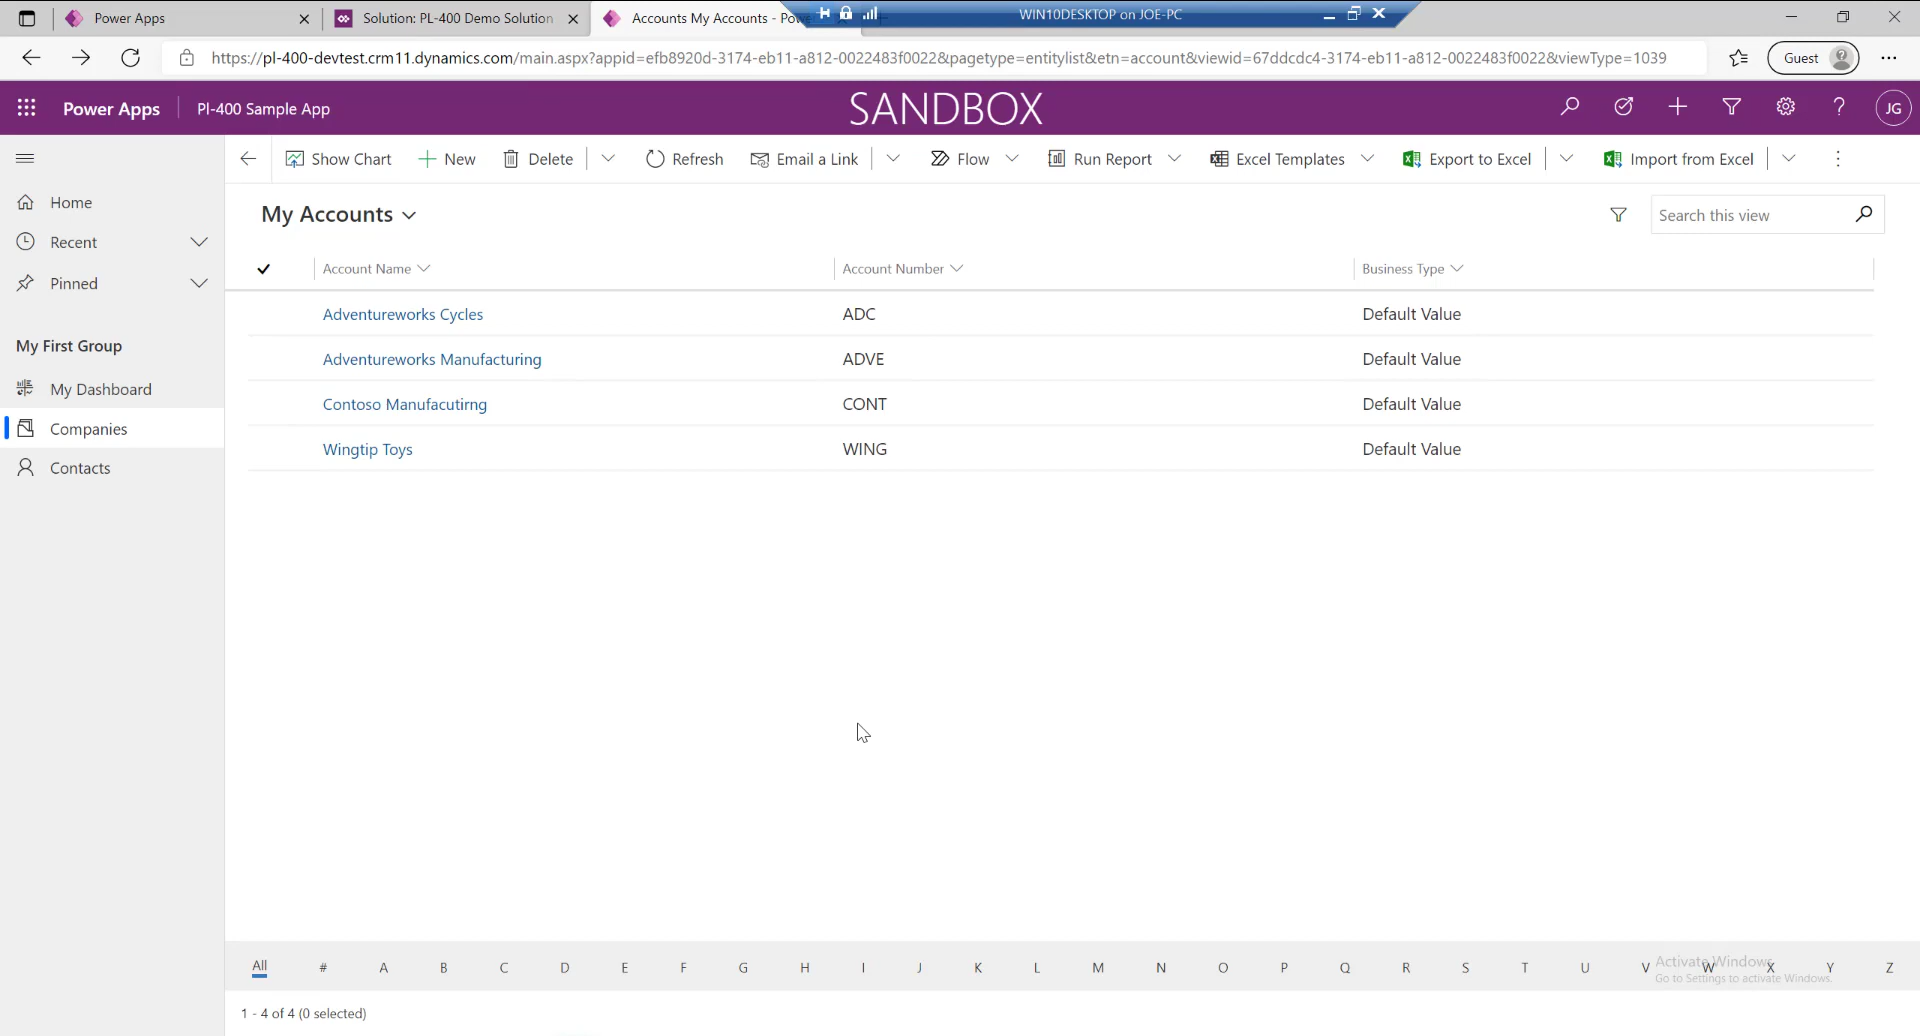 Power Apps
Solution: PL-400 Demo Solution
Accounts My Accounts - Pow
WIN10DESKTOP on JOE-PC
https://pl-400-devtest.crm11.dynamics.com/main.aspx?appid=efb8920d-3174-eb11-a812-0022483f0022&pagetype=entitylist&etn=account&viewid=67ddcdc4-3174-eb11-a812-0022483f0022&viewType=1039
Guest
Power Apps
Pl-400 Sample App
SANDBOX
JG
Show Chart
New
Delete
Refresh
Email a Link
Flow
Run Report
Excel Templates
Export to Excel
Import from Excel
Home
Recent
Pinned
My First Group
My Dashboard
Companies
Contacts
My Accounts
Search this view
Account Name
Account Number
Business Type
Adventureworks Cycles ADC Default Value
Adventureworks Manufacturing ADVE Default Value
Contoso Manufacutirng CONT Default Value
Wingtip Toys WING Default Value
All # A B C D E F G H I J K L M N O P Q R S T U V W X Y Z
Activate Windows
Go to Settings to activate Windows.
1 - 4 of 4 (0 selected)